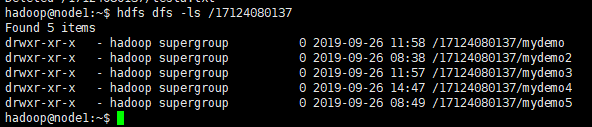 hadoop@node1:~$ hdfs dfs -ls /17124080137
Found 5 items
drwxr-xr-x   - hadoop supergroup          0 2019-09-26 11:58 /17124080137/mydemo
drwxr-xr-x   - hadoop supergroup          0 2019-09-26 08:38 /17124080137/mydemo2
drwxr-xr-x   - hadoop supergroup          0 2019-09-26 11:57 /17124080137/mydemo3
drwxr-xr-x   - hadoop supergroup          0 2019-09-26 14:47 /17124080137/mydemo4
drwxr-xr-x   - hadoop supergroup          0 2019-09-26 08:49 /17124080137/mydemo5
hadoop@node1:~$